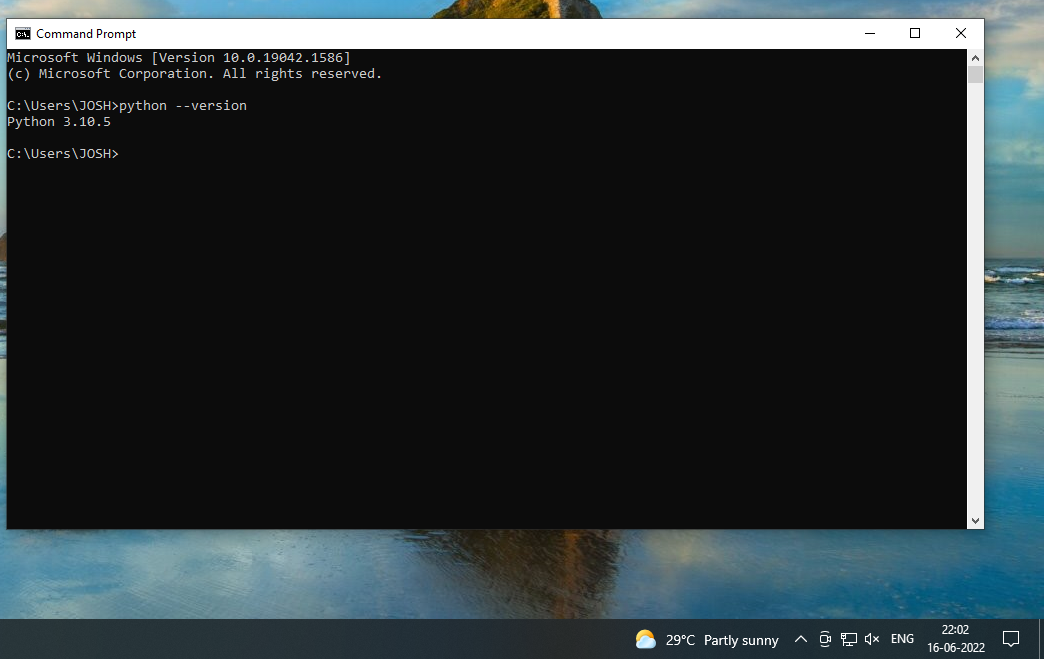 Command Prompt
Microsoft Windows [Version 10.0.19042.1586]
(c) Microsoft Corporation. All rights reserved.
C:\Users\JOSH>python --version
Python 3.10.5
C:\Users\JOSH>
29°C Partly sunny
ENG
22:02
16-06-2022